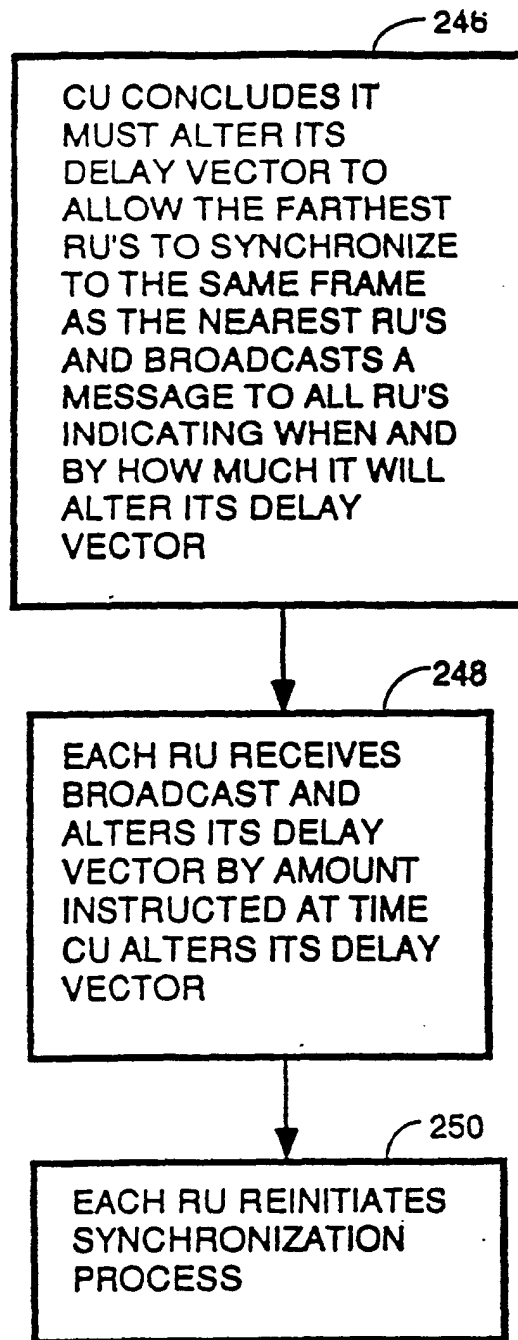 246
CU CONCLUDES IT
MUST ALTER ITS
DELAY VECTOR TO
ALLOW THE FARTHEST
RU'S TO SYNCHRONIZE
TO THE SAME FRAME
AS THE NEAREST RU'S
AND BROADCASTS A
MESSAGE TO ALL RU'S
INDICATING WHEN AND
BY HOW MUCH IT WILL
ALTER ITS DELAY
VECTOR
248
EACH RU RECEIVES
BROADCAST AND
ALTERS ITS DELAY
VECTOR BY AMOUNT
INSTRUCTED AT TIME
CU ALTERS ITS DELAY
VECTOR
250
EACH RU REINITIATES
SYNCHRONIZATION
PROCESS